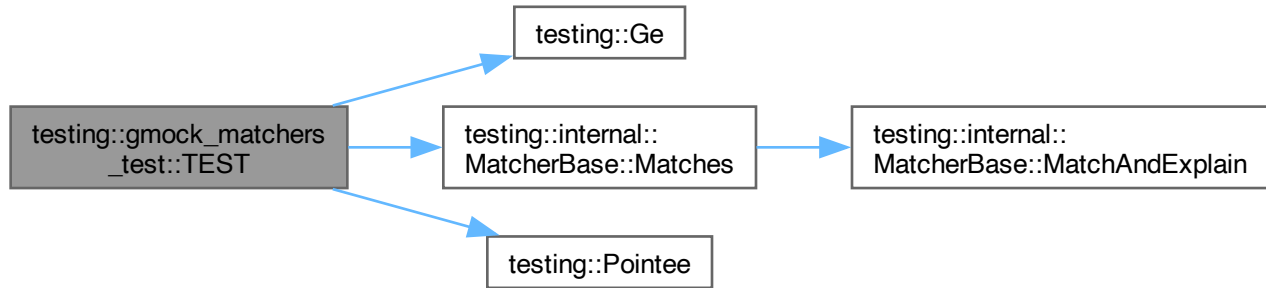 testing::Ge
testing::gmock_matchers
_test::TEST
testing::internal::
MatcherBase::Matches
testing::internal::
MatcherBase::MatchAndExplain
testing::Pointee